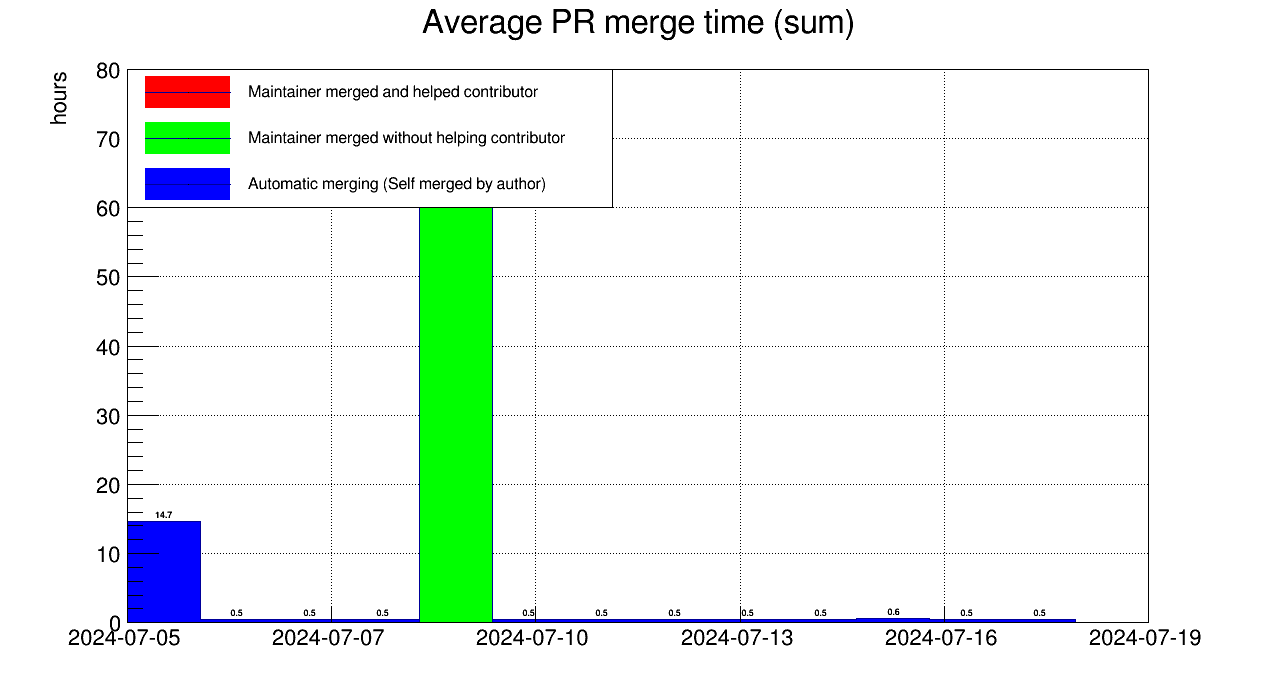 Average PR merge time (sum)
hours
80
70
60
50
40
30
20
10
0
Maintainer merged and helped contributor
Maintainer merged without helping contributor
Automatic merging (Self merged by author)
14.7
0.5 0.5 0.5 0.5 0.5 0.5 0.5 0.5 0.6 0.5 0.5
2024-07-05 2024-07-07 2024-07-10 2024-07-13 2024-07-16 2024-07-19